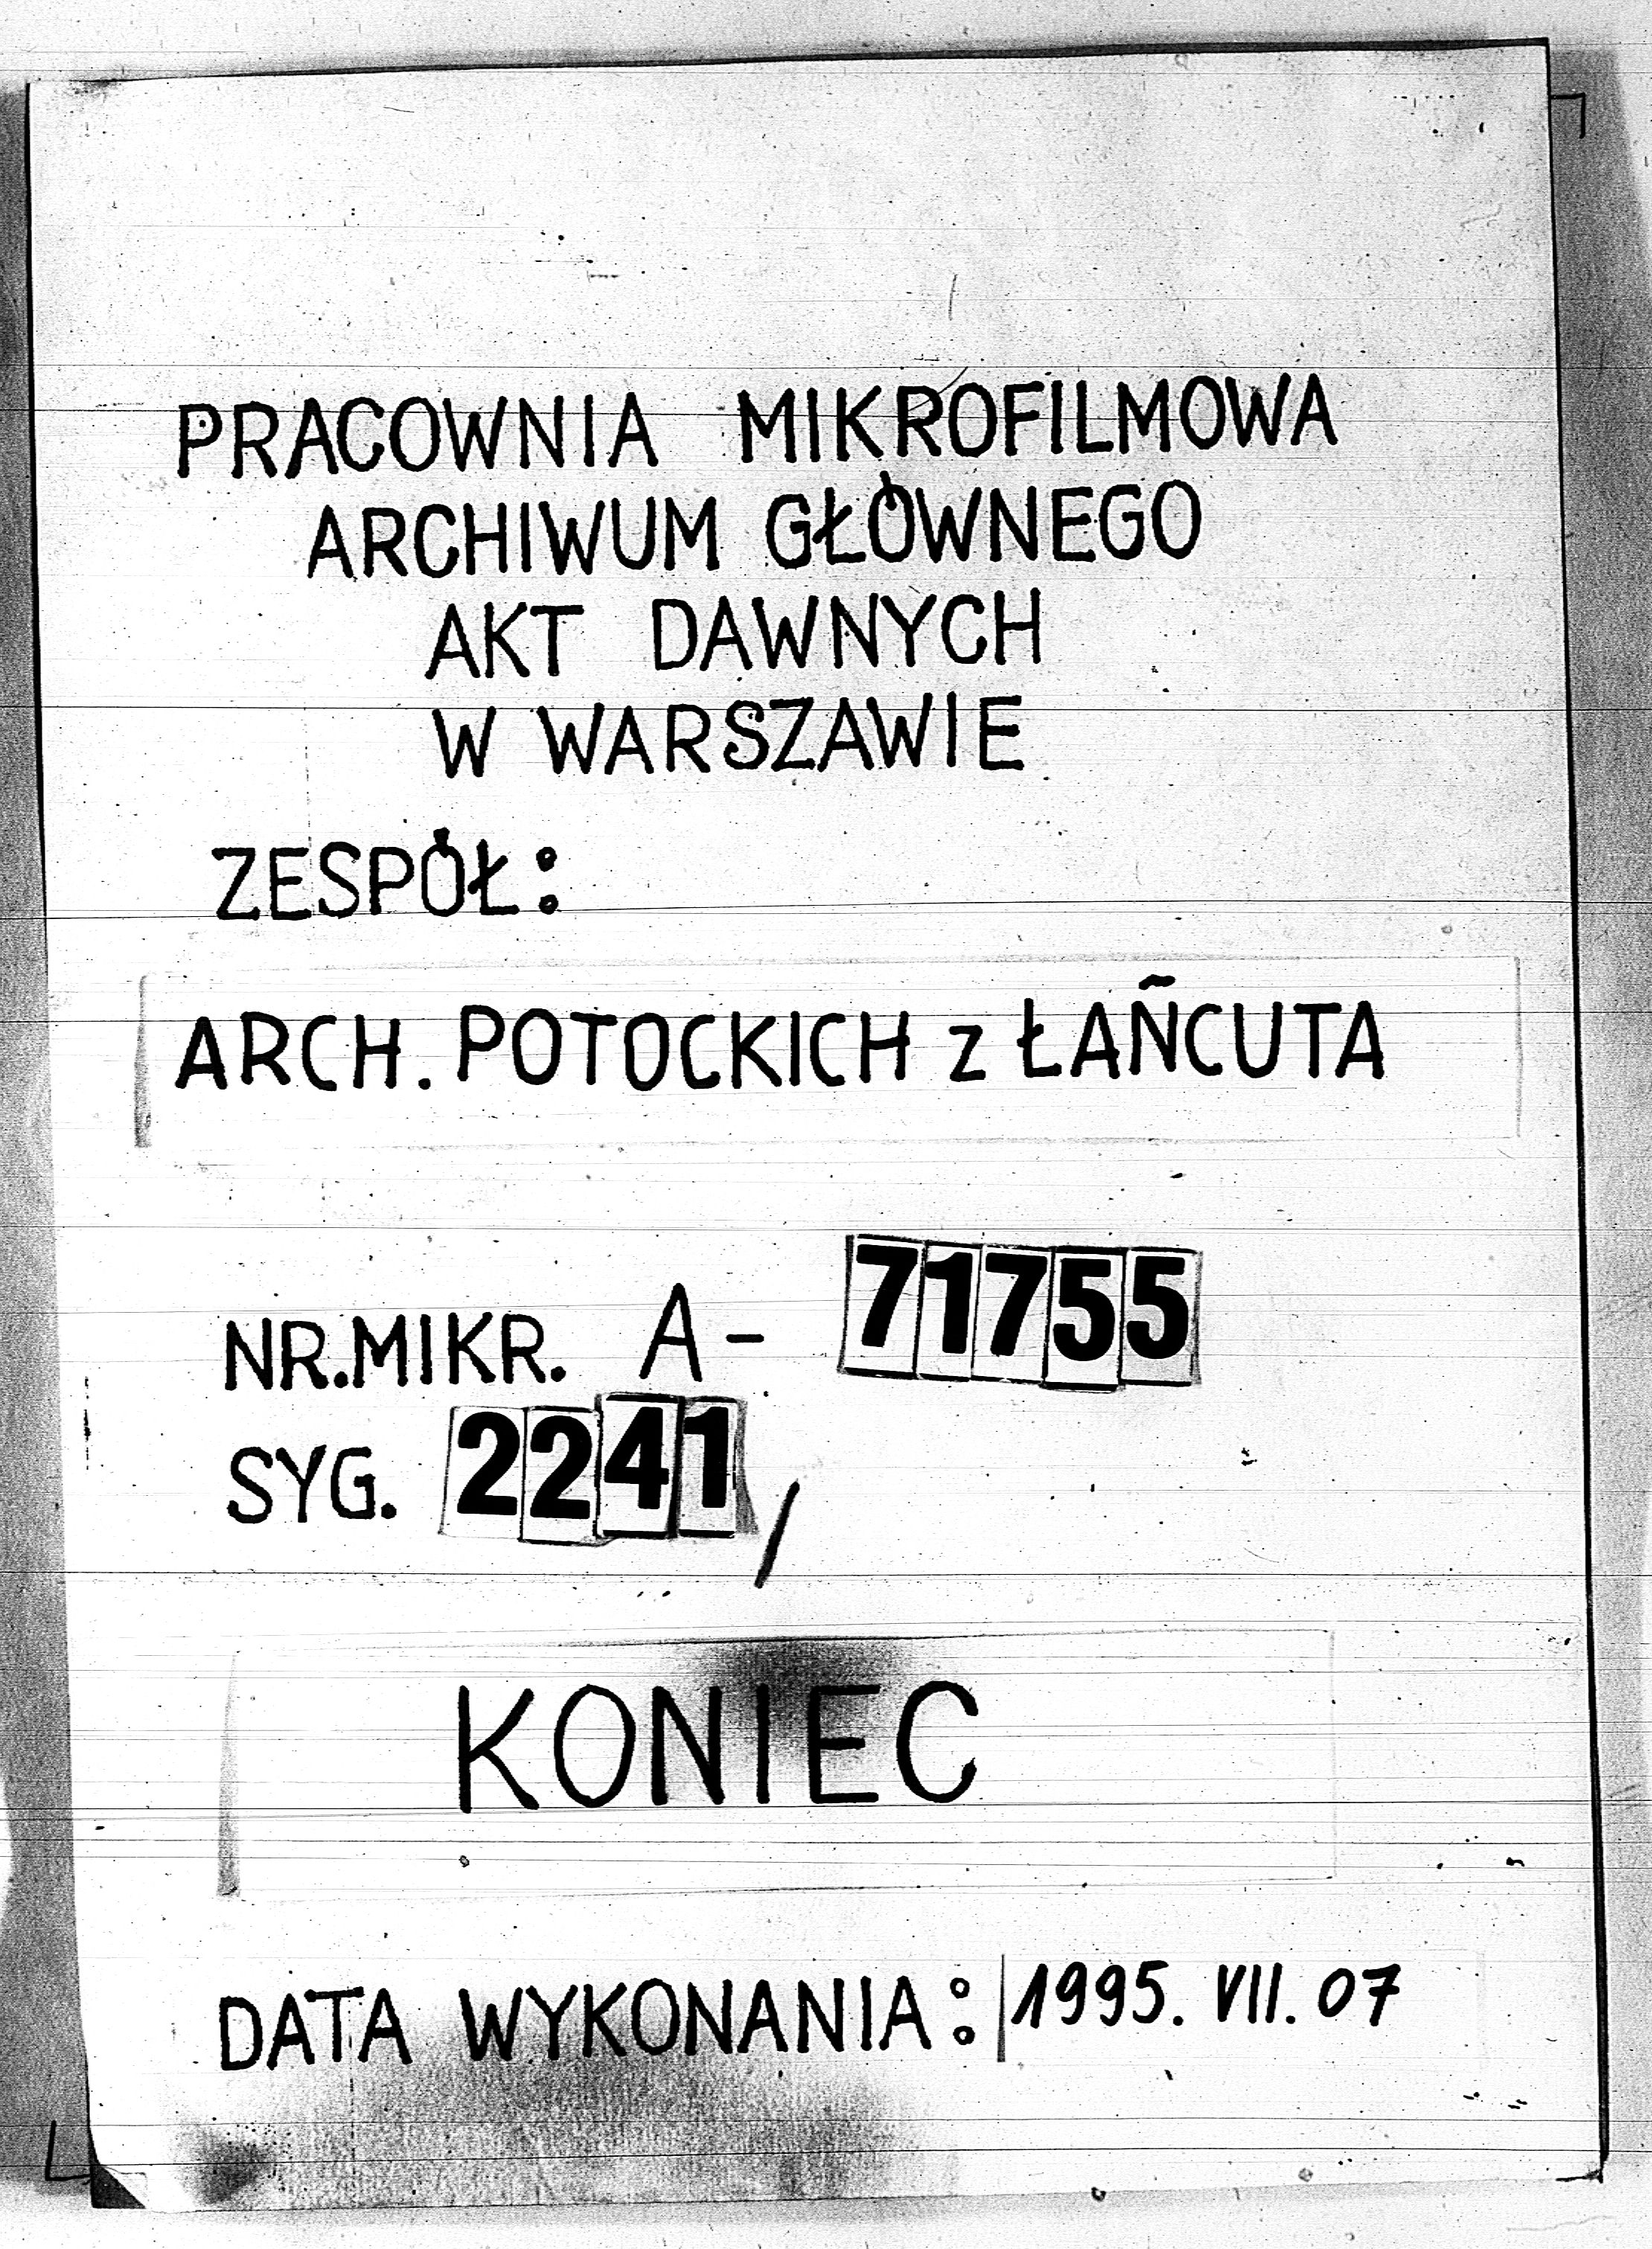 PRACOWNIA MIKROFILMOWA
ARCHIWUM GŁÓWNEGO
AKT DAWNYCH
W WARSZAWIE
ZESPÓŁ:
ARCH. POTOCKICH z ŁAŃCUTA
NR.MIKR. A- 71755
SYG. 2241,
KONIEC
DATA WYKONANIA: 1995. VII. 07